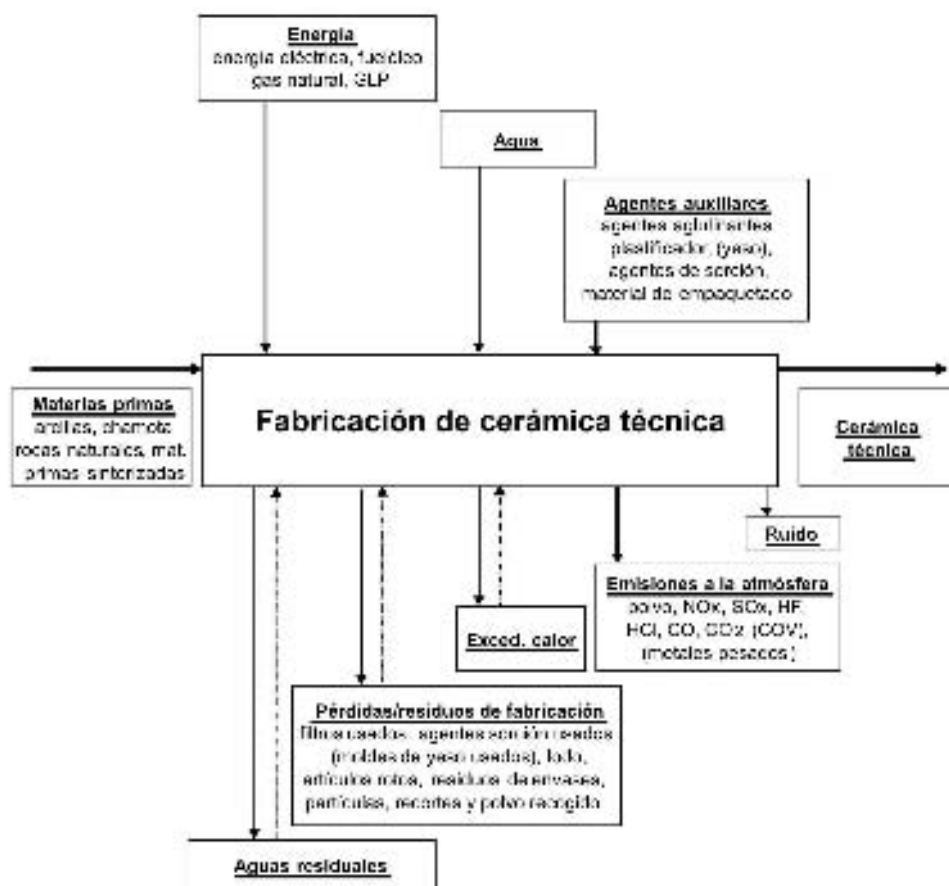 Energía
energía eléctrica, fuelóleo
gas natural, GLP
Agua
Agentes auxiliares
agentes aglutinantes
plastificador, (yeso),
agentes de sorción,
material de empaquetado
Materias primas
arcillas, chamota
rocas naturales, mat.
primas sinterizadas
Fabricación de cerámica técnica
Cerámica
técnica
Ruido
Emisiones a la atmósfera
polvo, NOx, SOx, HF
HCl, CO, CO2 (COV),
(metales pesados)
Exced. calor
Pérdidas/residuos de fabricación
filtros usados, agentes sorción usados
(moldes de yeso usados), lodo,
artículos rotos, residuos de envases,
partículas, recortes y polvo recogido
Aguas residuales